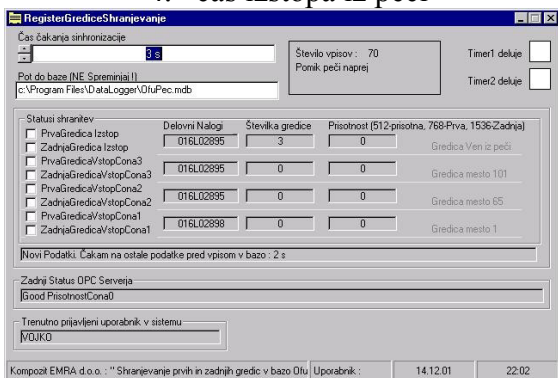 4. čas izstopa iz peči
RegisterGrediceShranjevanje
Čas čakanja sinhronizacije
3 s
Število vpisov : 70
Pomik peči naprej
Timer1 deluje
Timer2 deluje
Pot do baze (NE Spreminjaj!)
c:\Program Files\DataLogger\OfuPec.mdb
Statusi shranitev
Delovni Nalogi Številka gredice Prisotnost (512-prisotna, 768-Prva, 1536-Zadnja)
PrvaGredica Izstop
ZadnjaGredica Izstop
016L02895 3 0 Gredica Ven iz peči
PrvaGredicaVstopCona3
ZadnjaGredicaVstopCona3
016L02895 0 0 Gredica mesto 101
PrvaGredicaVstopCona2
ZadnjaGredicaVstopCona2
016L02895 0 0 Gredica mesto 65
PrvaGredicaVstopCona1
ZadnjaGredicaVstopCona1
016L02898 0 0 Gredica mesto 1
Novi Podatki. Čakam na ostale podatke pred vpisom v bazo : 2 s
Zadnji Status OPC Serverja
Good PrisotnostCona0
Trenutno prijavljeni uporabnik v sistemu
VOJKO
Kompozit EMRA d.o.o. : " Shranjevanje prvih in zadnjih gredic v bazo Ofu Uporabnik : 14.12.01 22:02